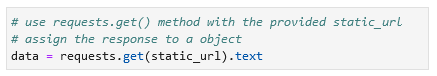 # use requests.get() method with the provided static_url
# assign the response to a object
data = requests.get(static_url).text